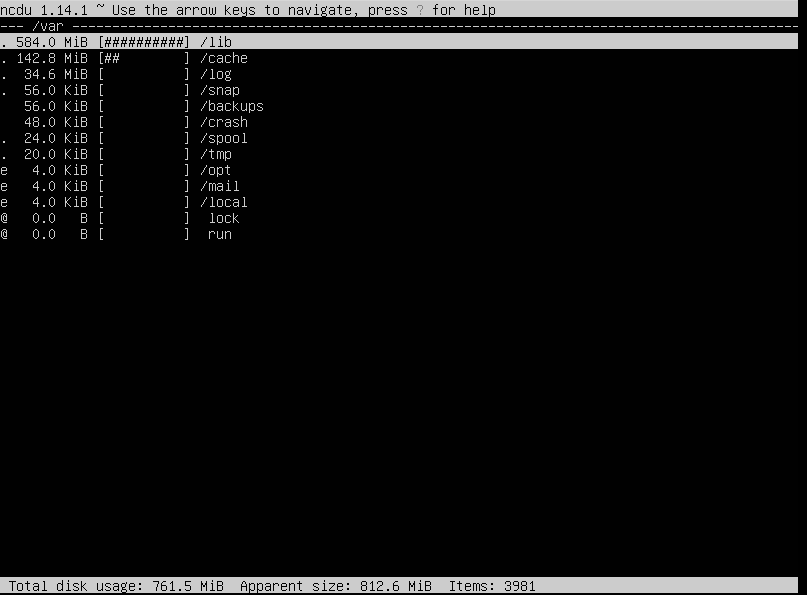 ncdu 1.14.1 ~ Use the arrow keys to navigate, press ? for help
--- /var -------------------------------------------------------------------------------------------
. 584.0 MiB [##########] /lib
. 142.8 MiB [##        ] /cache
.  34.6 MiB [          ] /log
.  56.0 KiB [          ] /snap
   56.0 KiB [          ] /backups
   48.0 KiB [          ] /crash
.  24.0 KiB [          ] /spool
.  20.0 KiB [          ] /tmp
e   4.0 KiB [          ] /opt
e   4.0 KiB [          ] /mail
e   4.0 KiB [          ] /local
@   0.0   B [          ]  lock
@   0.0   B [          ]  run
Total disk usage: 761.5 MiB  Apparent size: 812.6 MiB  Items: 3981